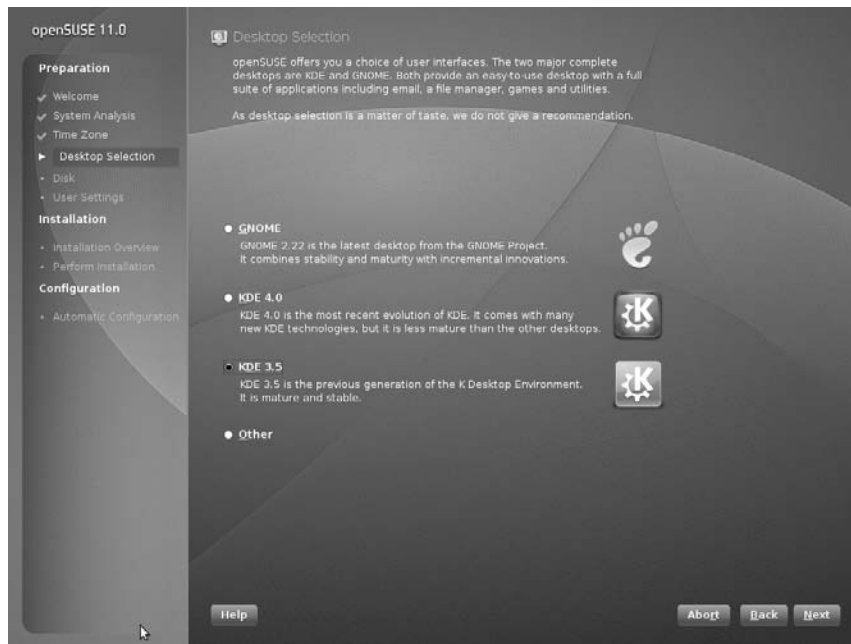 openSUSE 11.0
Preparation
Welcome
System Analysis
Time Zone
Desktop Selection
Disk
User Settings
Installation
Installation Overview
Perform Installation
Configuration
Automatic Configuration
Desktop Selection
openSUSE offers you a choice of user interfaces. The two major complete
desktops are KDE and GNOME. Both provide an easy-to-use desktop with a full
suite of applications including email, a file manager, games and utilities.
As desktop selection is a matter of taste, we do not give a recommendation.
GNOME
GNOME 2.22 is the latest desktop from the GNOME Project.
It combines stability and maturity with incremental innovations.
KDE 4.0
KDE 4.0 is the most recent evolution of KDE. It comes with many
new KDE technologies, but it is less mature than the other desktops.
KDE 3.5
KDE 3.5 is the previous generation of the K Desktop Environment.
It is mature and stable.
Other
Help
Abort
Back
Next